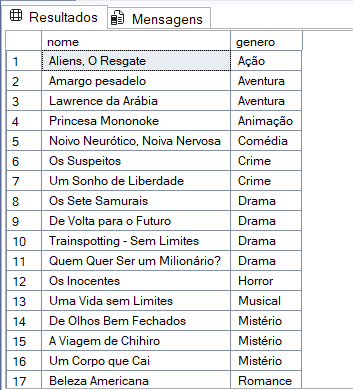 Resultados Mensagens
nome genero
1 Aliens, O Resgate Ação
2 Amargo pesadelo Aventura
3 Lawrence da Arábia Aventura
4 Princesa Mononoke Animação
5 Noivo Neurótico, Noiva Nervosa Comédia
6 Os Suspeitos Crime
7 Um Sonho de Liberdade Crime
8 Os Sete Samurais Drama
9 De Volta para o Futuro Drama
10 Trainspotting - Sem Limites Drama
11 Quem Quer Ser um Milionário? Drama
12 Os Inocentes Horror
13 Uma Vida sem Limites Musical
14 De Olhos Bem Fechados Mistério
15 A Viagem de Chihiro Mistério
16 Um Corpo que Cai Mistério
17 Beleza Americana Romance